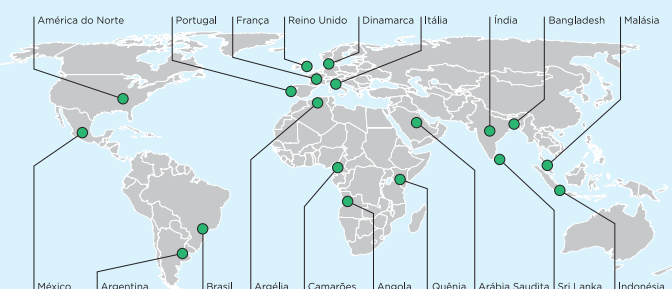 América do Norte
Portugal
França
Reino Unido
Dinamarca
Itália
Índia
Bangladesh
Malásia
México
Argentina
Brasil
Argélia
Camarões
Angola
Quênia
Arábia Saudita
Sri Lanka
Indonésia